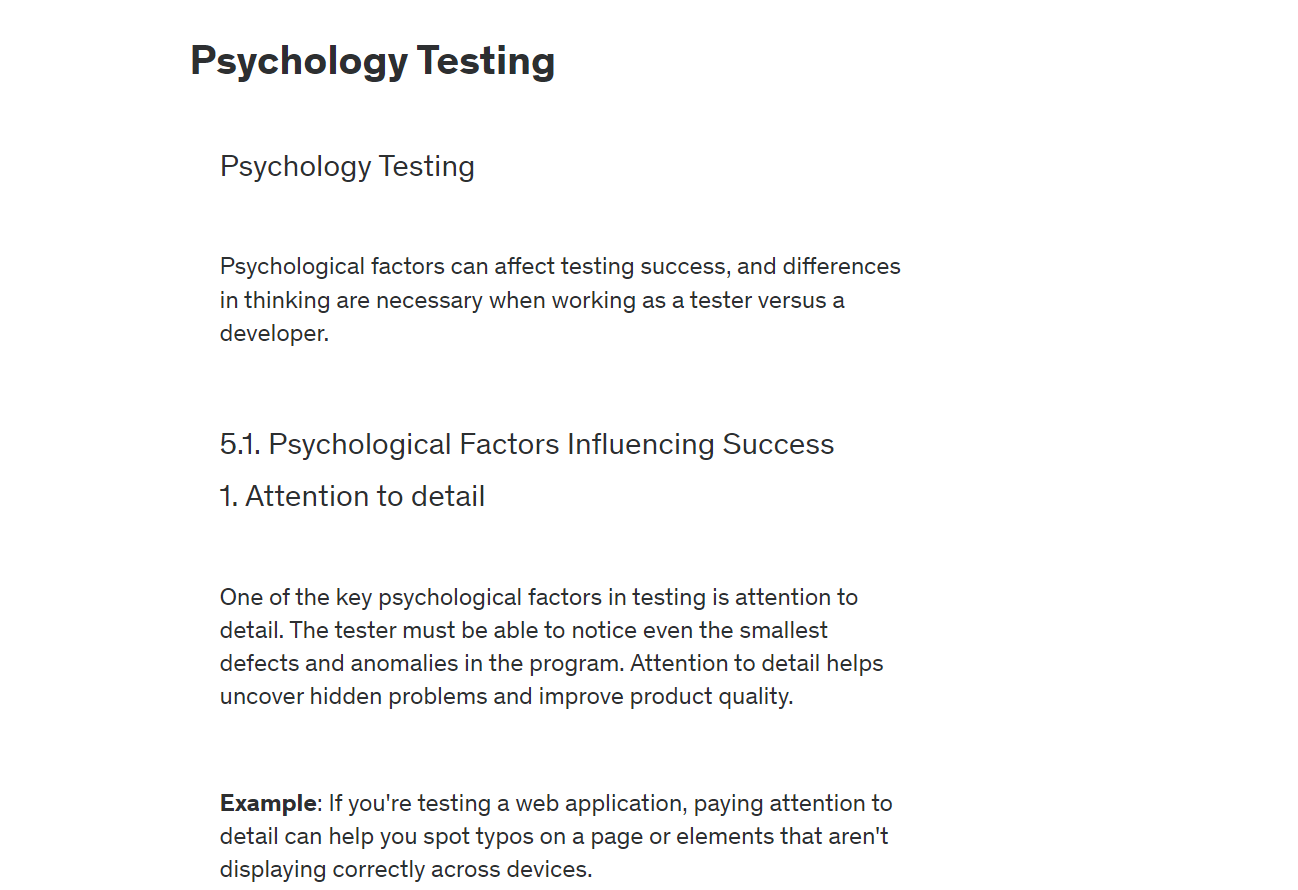 Psychology Testing
Psychology Testing
Psychological factors can affect testing success, and differences
in thinking are necessary when working as a tester versus a
developer.
5.1. Psychological Factors Influencing Success
1. Attention to detail
One of the key psychological factors in testing is attention to
detail. The tester must be able to notice even the smallest
defects and anomalies in the program. Attention to detail helps
uncover hidden problems and improve product quality.
Example: If you're testing a web application, paying attention to
detail can help you spot typos on a page or elements that aren't
displaying correctly across devices.